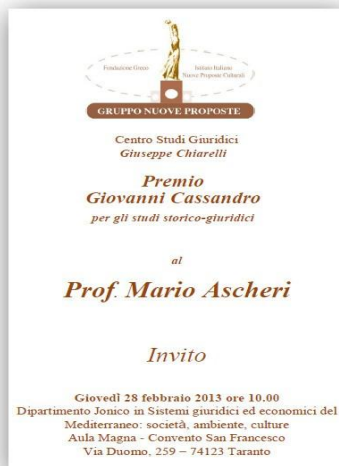 Fondazione Greco
Istituto Italiano
Nuove Proposte Culturali
GRUPPO NUOVE PROPOSTE
Centro Studi Giuridici
Giuseppe Chiarelli
Premio
Giovanni Cassandro
per gli studi storico-giuridici
al
Prof. Mario Ascheri
Invito
Giovedì 28 febbraio 2013 ore 10.00
Dipartimento Jonico in Sistemi giuridici ed economici del
Mediterraneo: società, ambiente, culture
Aula Magna - Convento San Francesco
Via Duomo, 259 – 74123 Taranto